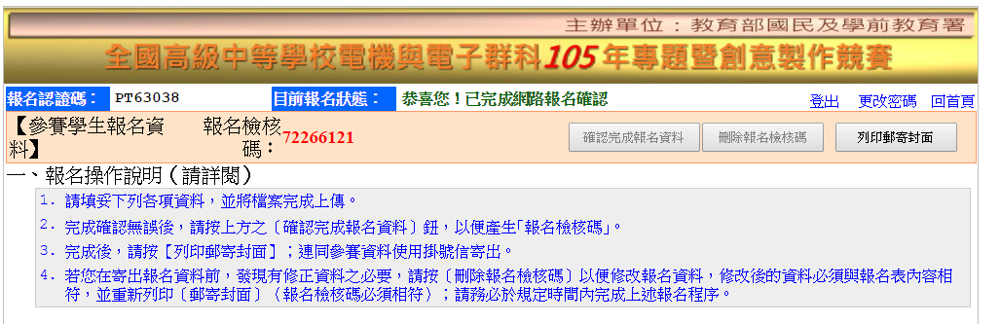 主辦單位：教育部國民及學前教育署
全國高級中等學校電機與電子群科105年專題暨創意製作競賽
報名認證碼： PT63038 目前報名狀態： 恭喜您！已完成網路報名確認 登出 更改密碼 回首頁
【參賽學生報名資料】 報名檢核碼：72266121 確認完成報名資料 刪除報名檢核碼 列印郵寄封面
一、報名操作說明（請詳閱）
1. 請填妥下列各項資料，並將檔案完成上傳。
2. 完成確認無誤後，請按上方之〔確認完成報名資料〕鈕，以便產生「報名檢核碼」。
3. 完成後，請按【列印郵寄封面】；連同參賽資料使用掛號信寄出。
4. 若您在寄出報名資料前，發現有修正資料之必要，請按〔刪除報名檢核碼〕以便修改報名資料，修改後的資料必須與報名表內容相
符，並重新列印〔郵寄封面〕（報名檢核碼必須相符）；請務必於規定時間內完成上述報名程序。